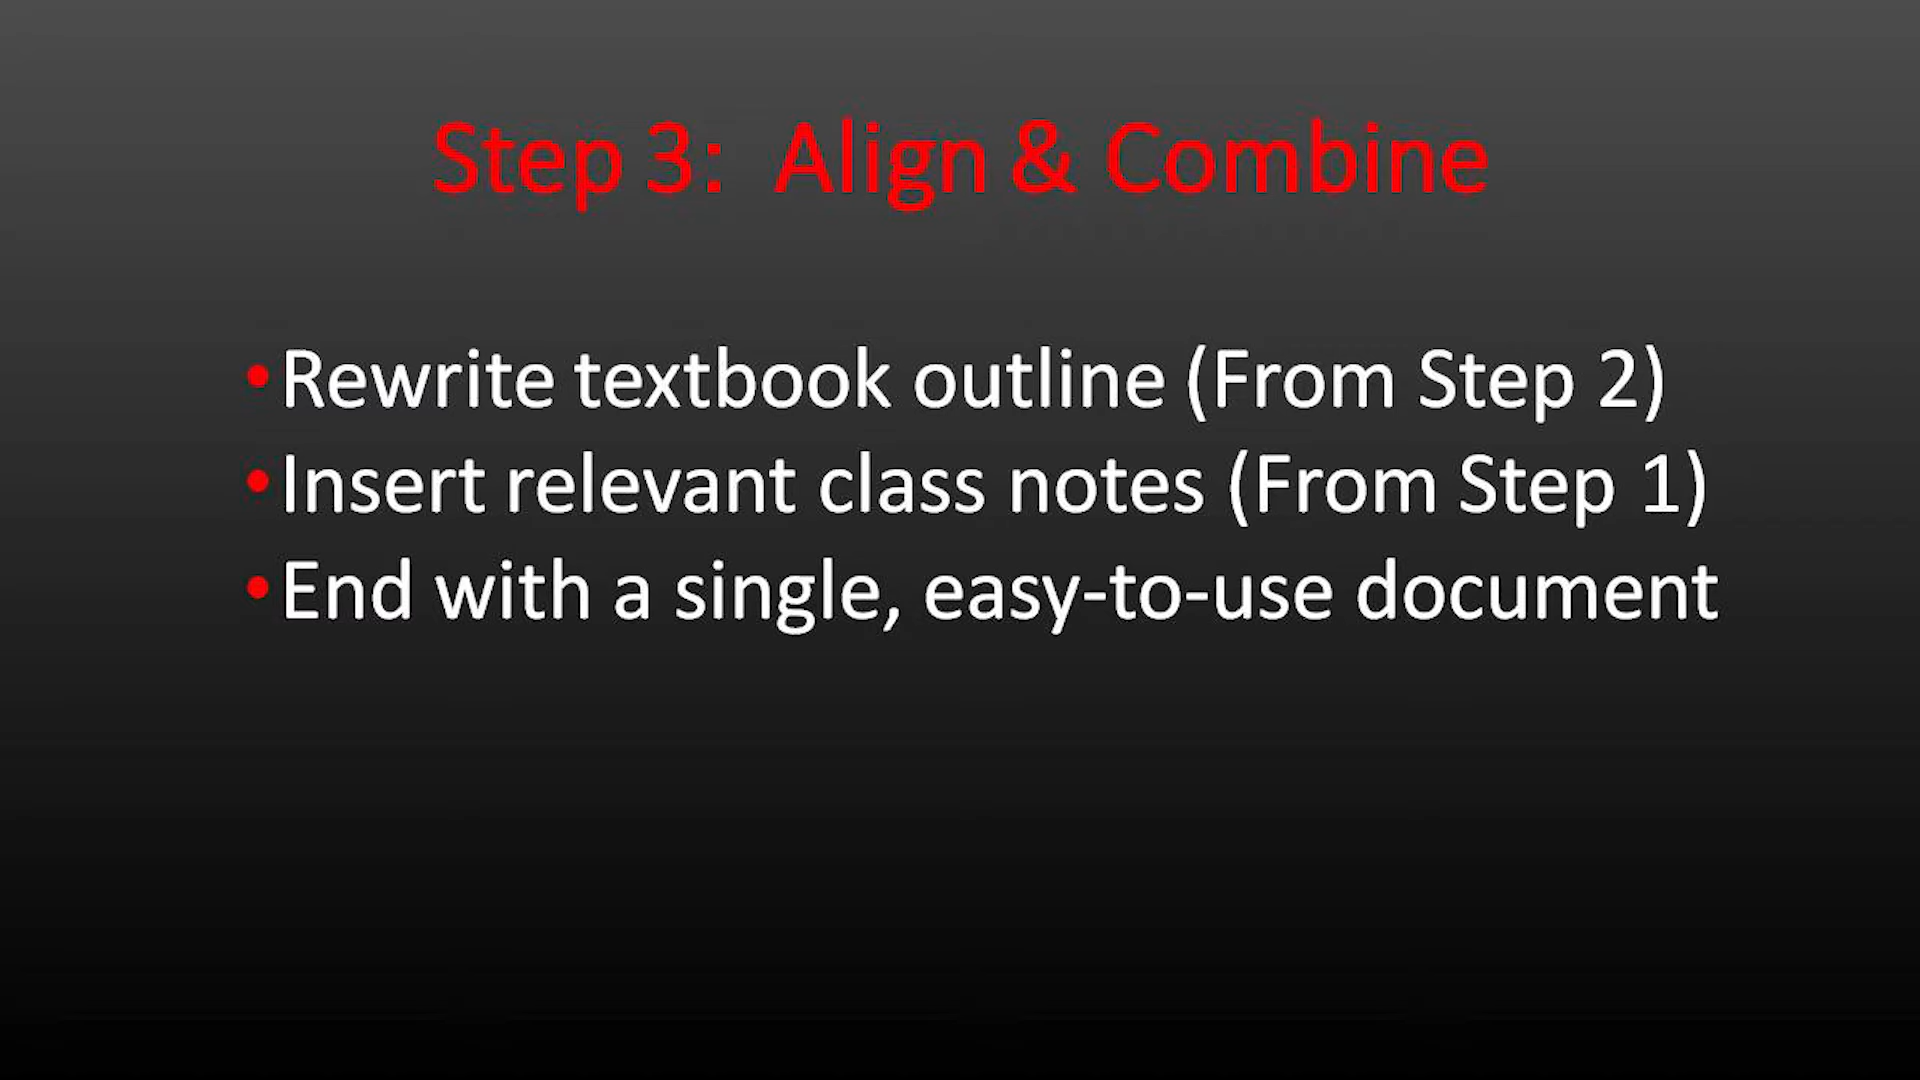 Step 3:  Align & Combine
•Rewrite textbook outline (From Step 2)
•Insert relevant class notes (From Step 1)
•End with a single, easy-to-use document